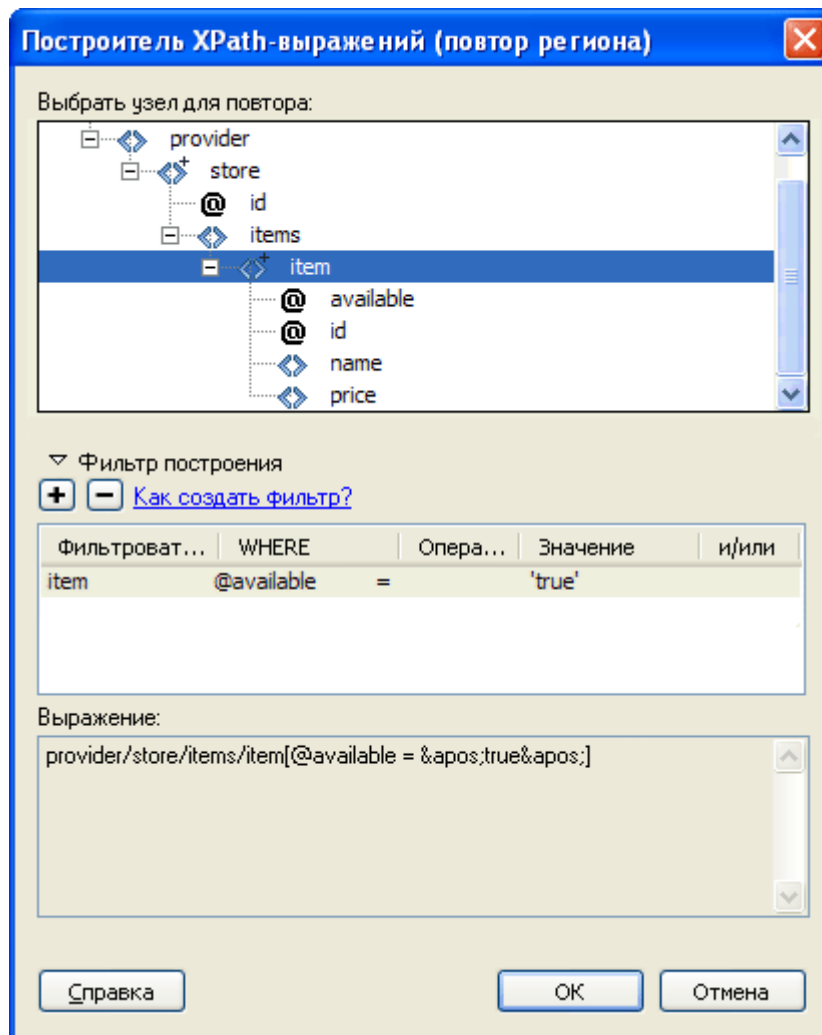 Построитель XPath-выражений (повтор региона)
Выбрать узел для повтора:
provider
store
@ id
items
item
@ available
@ id
name
price
Фильтр построения
Как создать фильтр?
Фильтроват... WHERE Опера... Значение и/или
item @available = 'true'
Выражение:
provider/store/items/item[@available = &apos;true&apos;]
Справка ОК Отмена